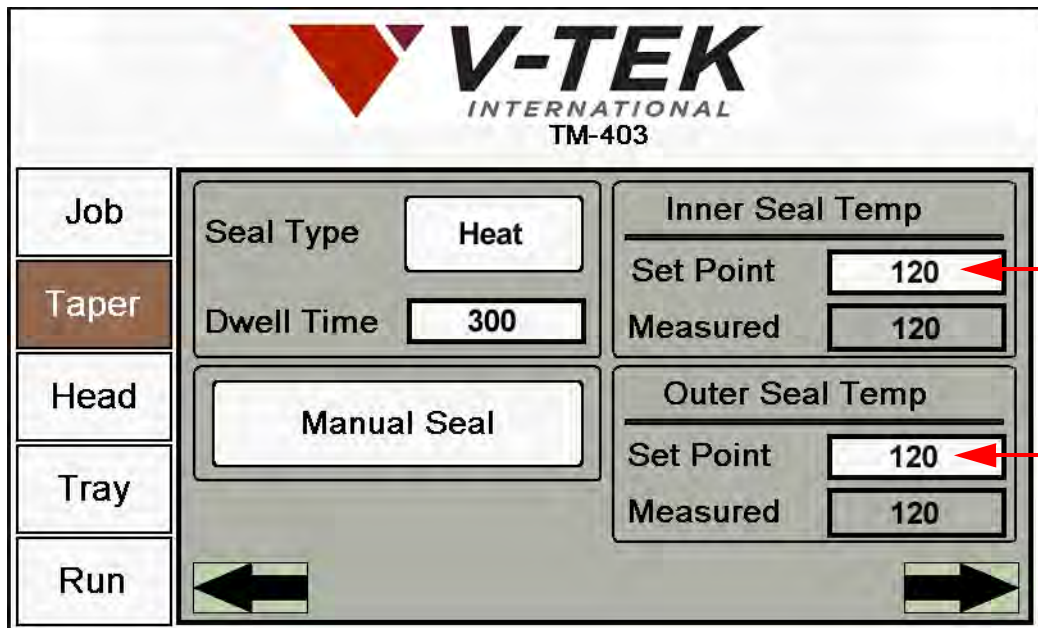 V-TEK
INTERNATIONAL
TM-403
Job
Taper
Head
Tray
Run
Seal Type Heat
Dwell Time 300
Manual Seal
Inner Seal Temp
Set Point 120
Measured 120
Outer Seal Temp
Set Point 120
Measured 120